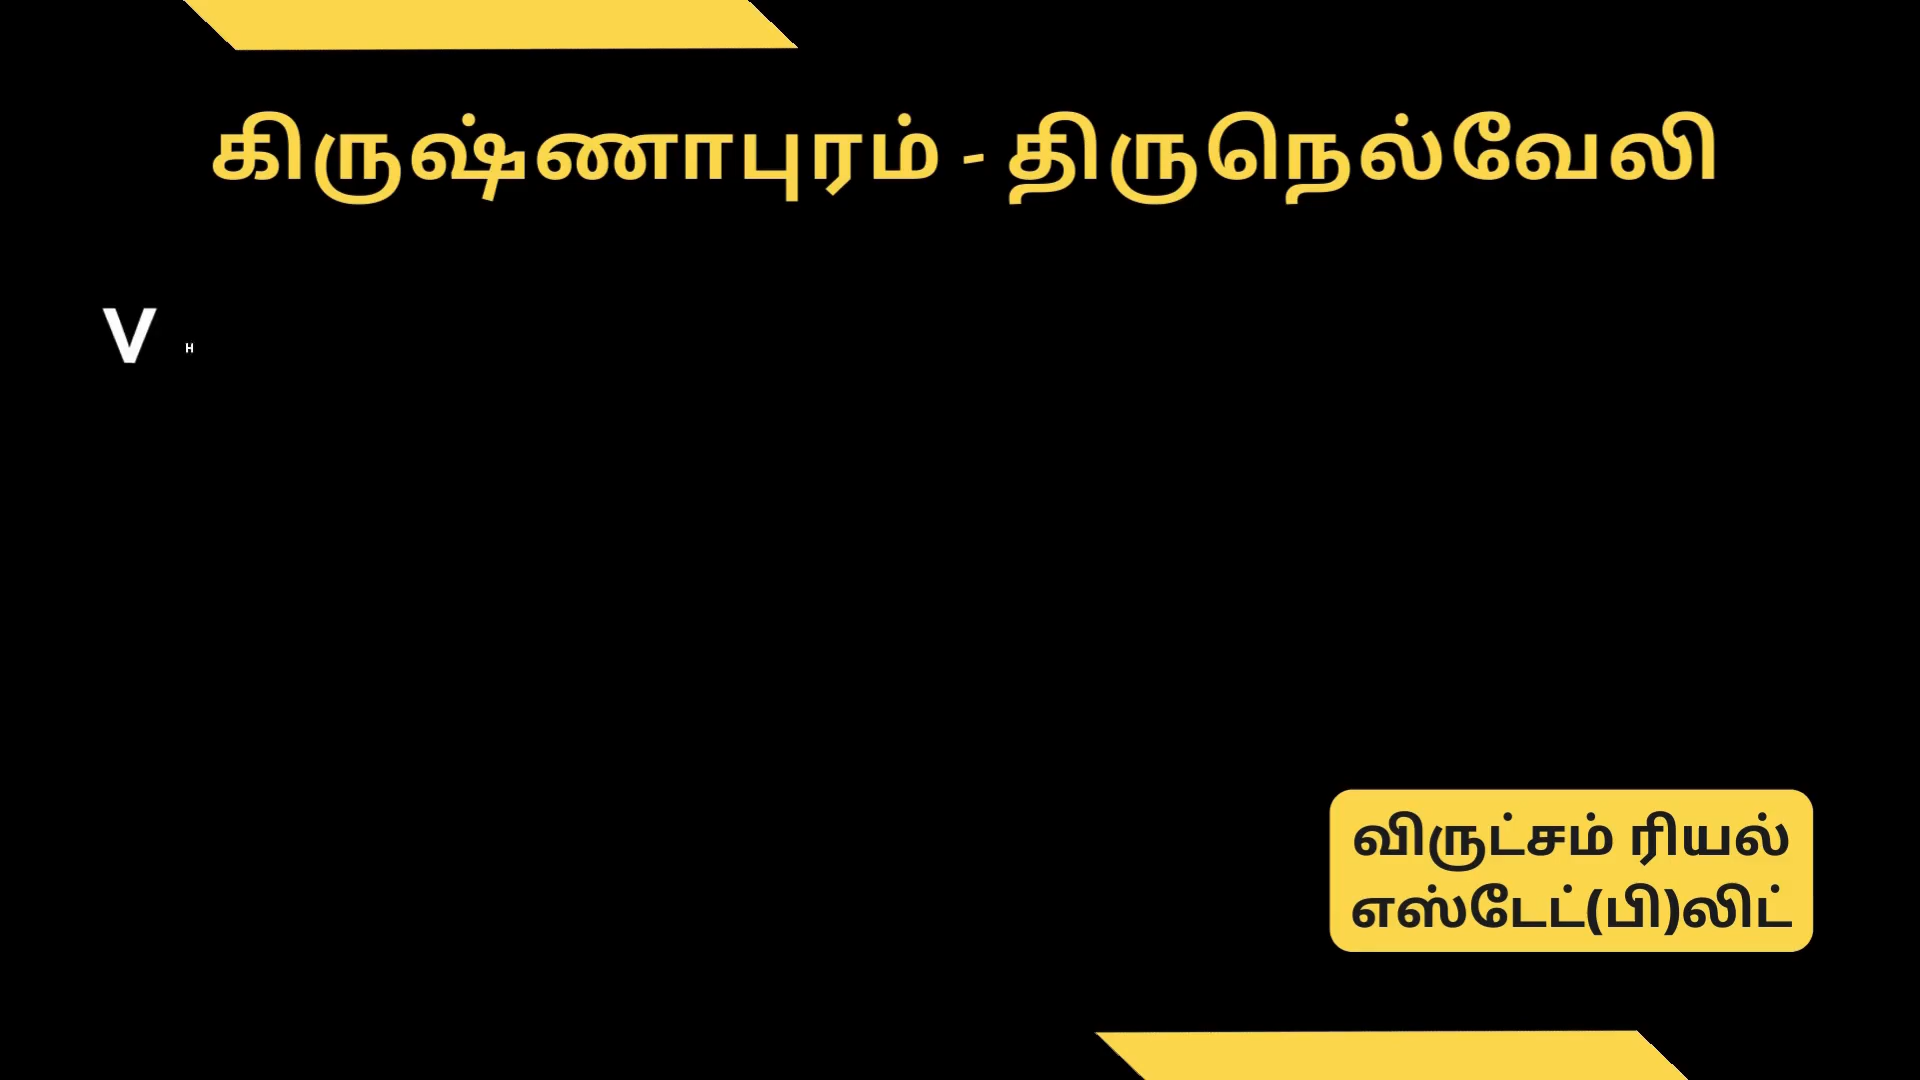 கிருஷ்ணாபுரம் - திருநெல்வேலி
V H
விருட்சம் ரியல்
எஸ்டேட்(பி)லிட்